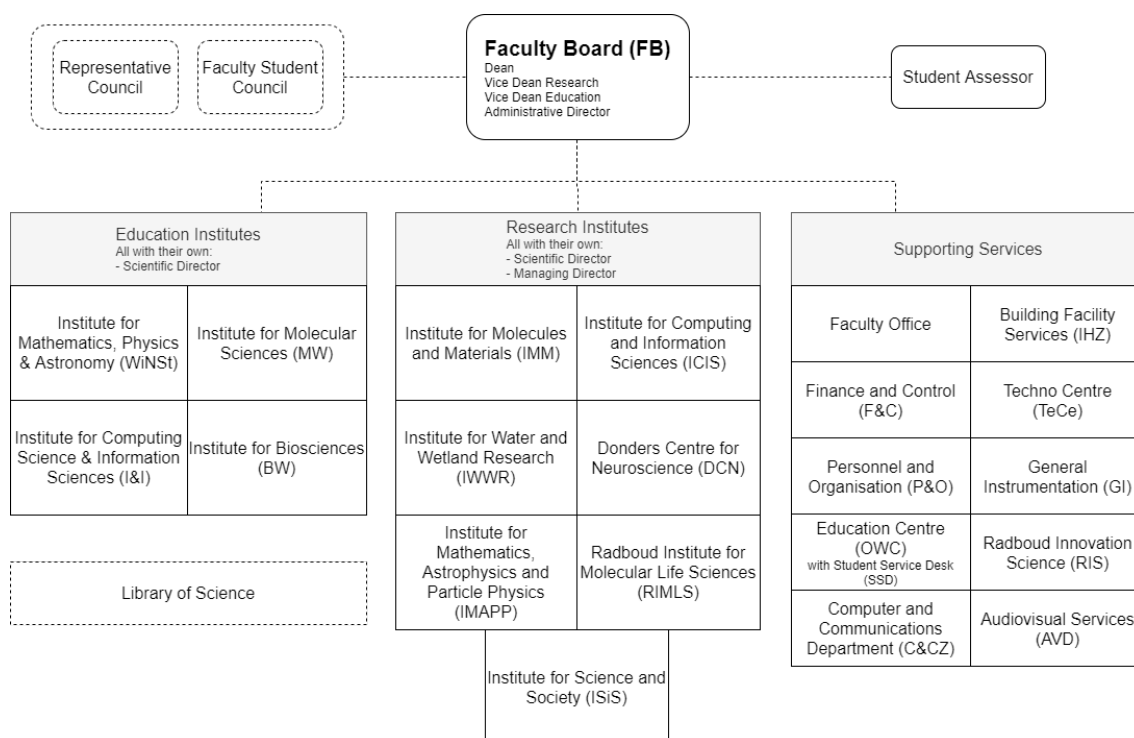 Representative
Council
Faculty Student
Council
Faculty Board (FB)
Dean
Vice Dean Research
Vice Dean Education
Administrative Director
Student Assessor
Education Institutes
All with their own:
- Scientific Director
Institute for
Mathematics, Physics
& Astronomy (WiNSt)
Institute for Molecular
Sciences (MW)
Institute for Computing
Science & Information
Sciences (I&I)
Institute for Biosciences
(BW)
Library of Science
Research Institutes
All with their own:
- Scientific Director
- Managing Director
Institute for Molecules
and Materials (IMM)
Institute for Computing
and Information
Sciences (ICIS)
Institute for Water and
Wetland Research
(IWWR)
Donders Centre for
Neuroscience (DCN)
Institute for
Mathematics,
Astrophysics and
Particle Physics
(IMAPP)
Radboud Institute for
Molecular Life Sciences
(RIMLS)
Institute for Science and
Society (ISiS)
Supporting Services
Faculty Office
Building Facility
Services (IHZ)
Finance and Control
(F&C)
Techno Centre
(TeCe)
Personnel and
Organisation (P&O)
General
Instrumentation (GI)
Education Centre
(OWC)
with Student Service Desk
(SSD)
Radboud Innovation
Science (RIS)
Computer and
Communications
Department (C&CZ)
Audiovisual Services
(AVD)